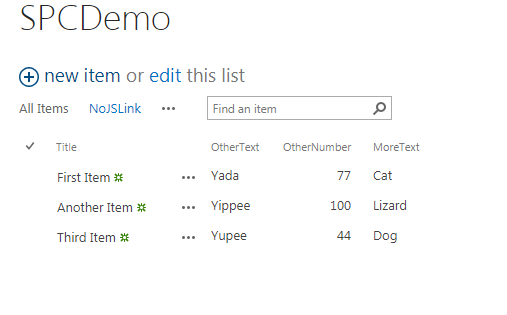 SPCDemo
new item or edit this list
All Items NoJSLink ••• Find an item
Title OtherText OtherNumber MoreText
First Item ••• Yada 77 Cat
Another Item ••• Yippee 100 Lizard
Third Item ••• Yupee 44 Dog